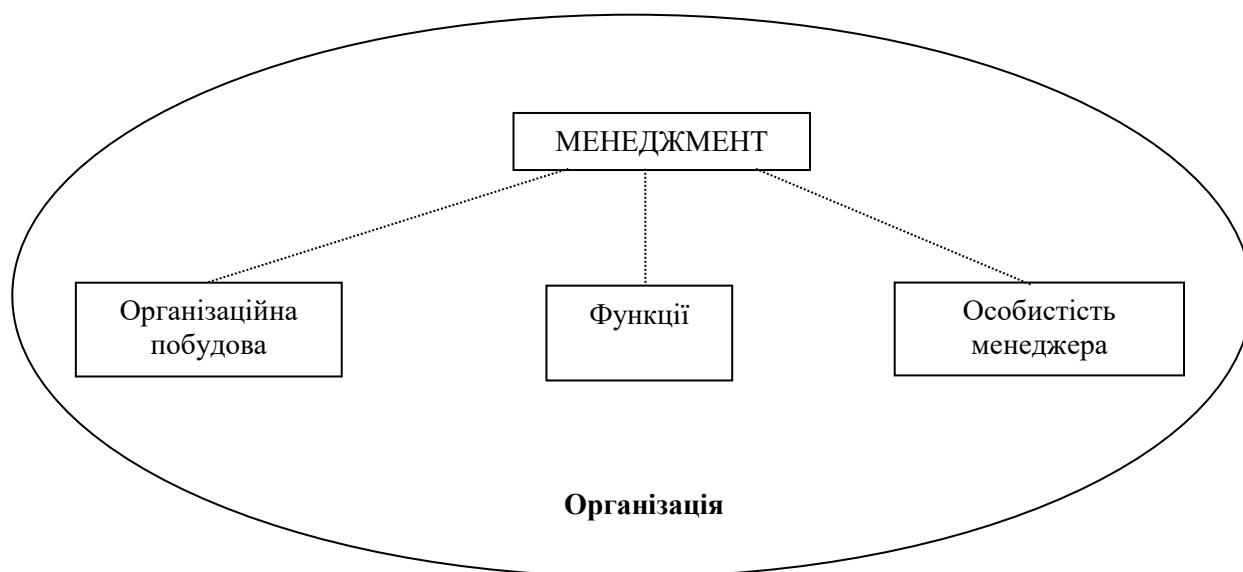 МЕНЕДЖМЕНТ
Організаційна
побудова
Функції
Особистість
менеджера
Організація